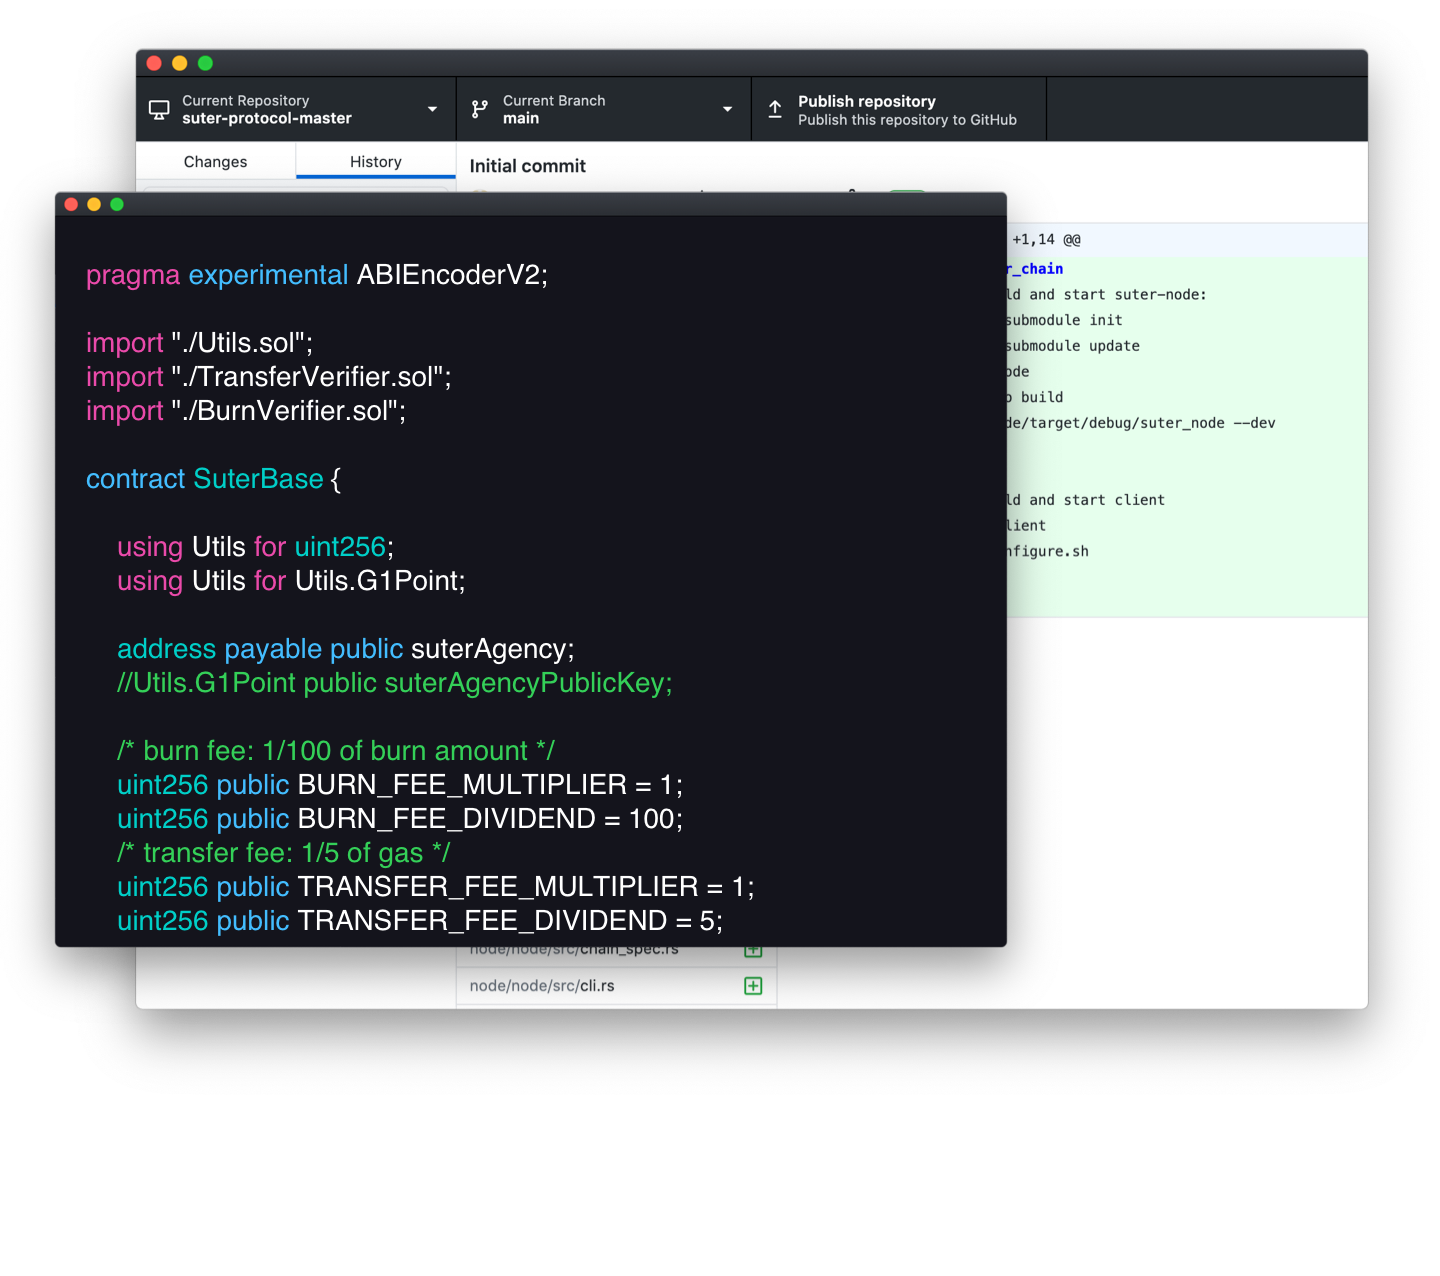 Current Repository
suter-protocol-master
Current Branch
main
Publish repository
Publish this repository to GitHub
Changes
History
Initial commit
pragma experimental ABIEncoderV2;
import "./Utils.sol";
import "./TransferVerifier.sol";
import "./BurnVerifier.sol";
contract SuterBase {
using Utils for uint256;
using Utils for Utils.G1Point;
address payable public suterAgency;
//Utils.G1Point public suterAgencyPublicKey;
/* burn fee: 1/100 of burn amount */
uint256 public BURN_FEE_MULTIPLIER = 1;
uint256 public BURN_FEE_DIVIDEND = 100;
/* transfer fee: 1/5 of gas */
uint256 public TRANSFER_FEE_MULTIPLIER = 1;
uint256 public TRANSFER_FEE_DIVIDEND = 5;
+1,14 @@
r_chain
ld and start suter-node:
submodule init
submodule update
ode
build
de/target/debug/suter_node --dev
ld and start client
lient
nfigure.sh
node/node/src/chain_spec.rs
node/node/src/cli.rs